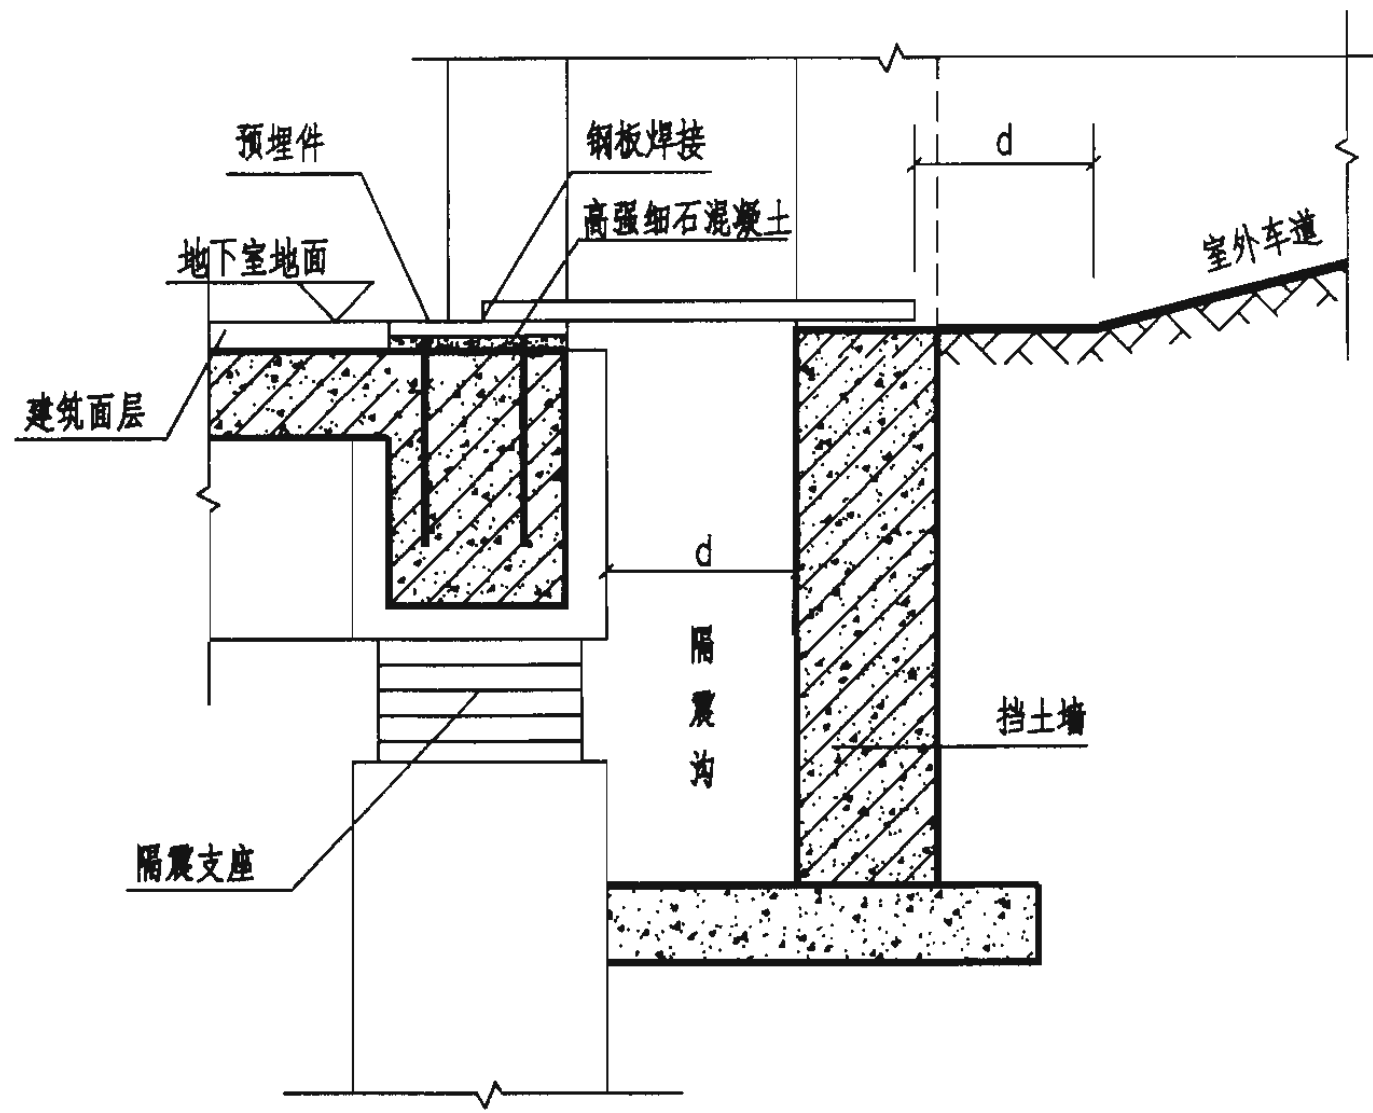 预埋件
钢板焊接
d
高强细石混凝土
地下室地面
室外车道
建筑面层
d
隔震沟
挡土墙
隔震支座